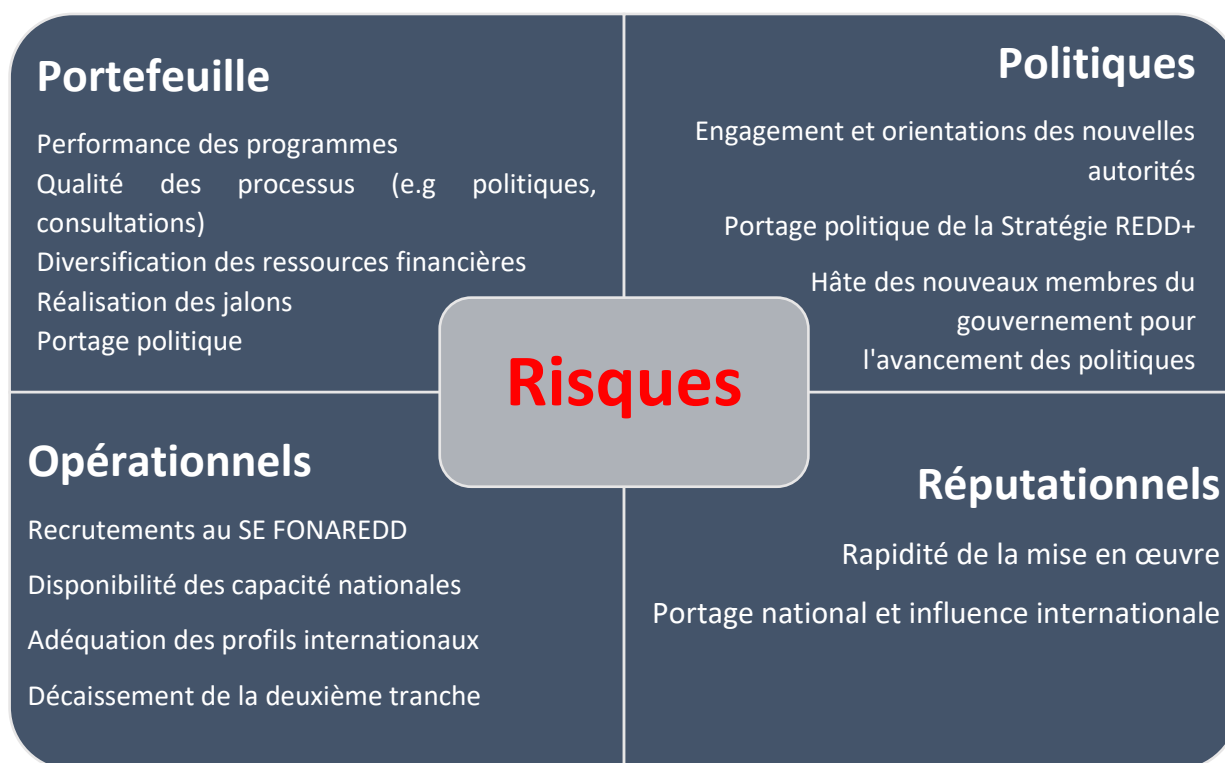 Portefeuille
Performance des programmes
Qualité des processus (e.g politiques,
consultations)
Diversification des ressources financières
Réalisation des jalons
Portage politique
Politiques
Engagement et orientations des nouvelles
autorités
Portage politique de la Stratégie REDD+
Hâte des nouveaux membres du
gouvernement pour
l'avancement des politiques
Risques
Opérationnels
Recrutements au SE FONAREDD
Disponibilité des capacité nationales
Adéquation des profils internationaux
Décaissement de la deuxième tranche
Réputationnels
Rapidité de la mise en œuvre
Portage national et influence internationale